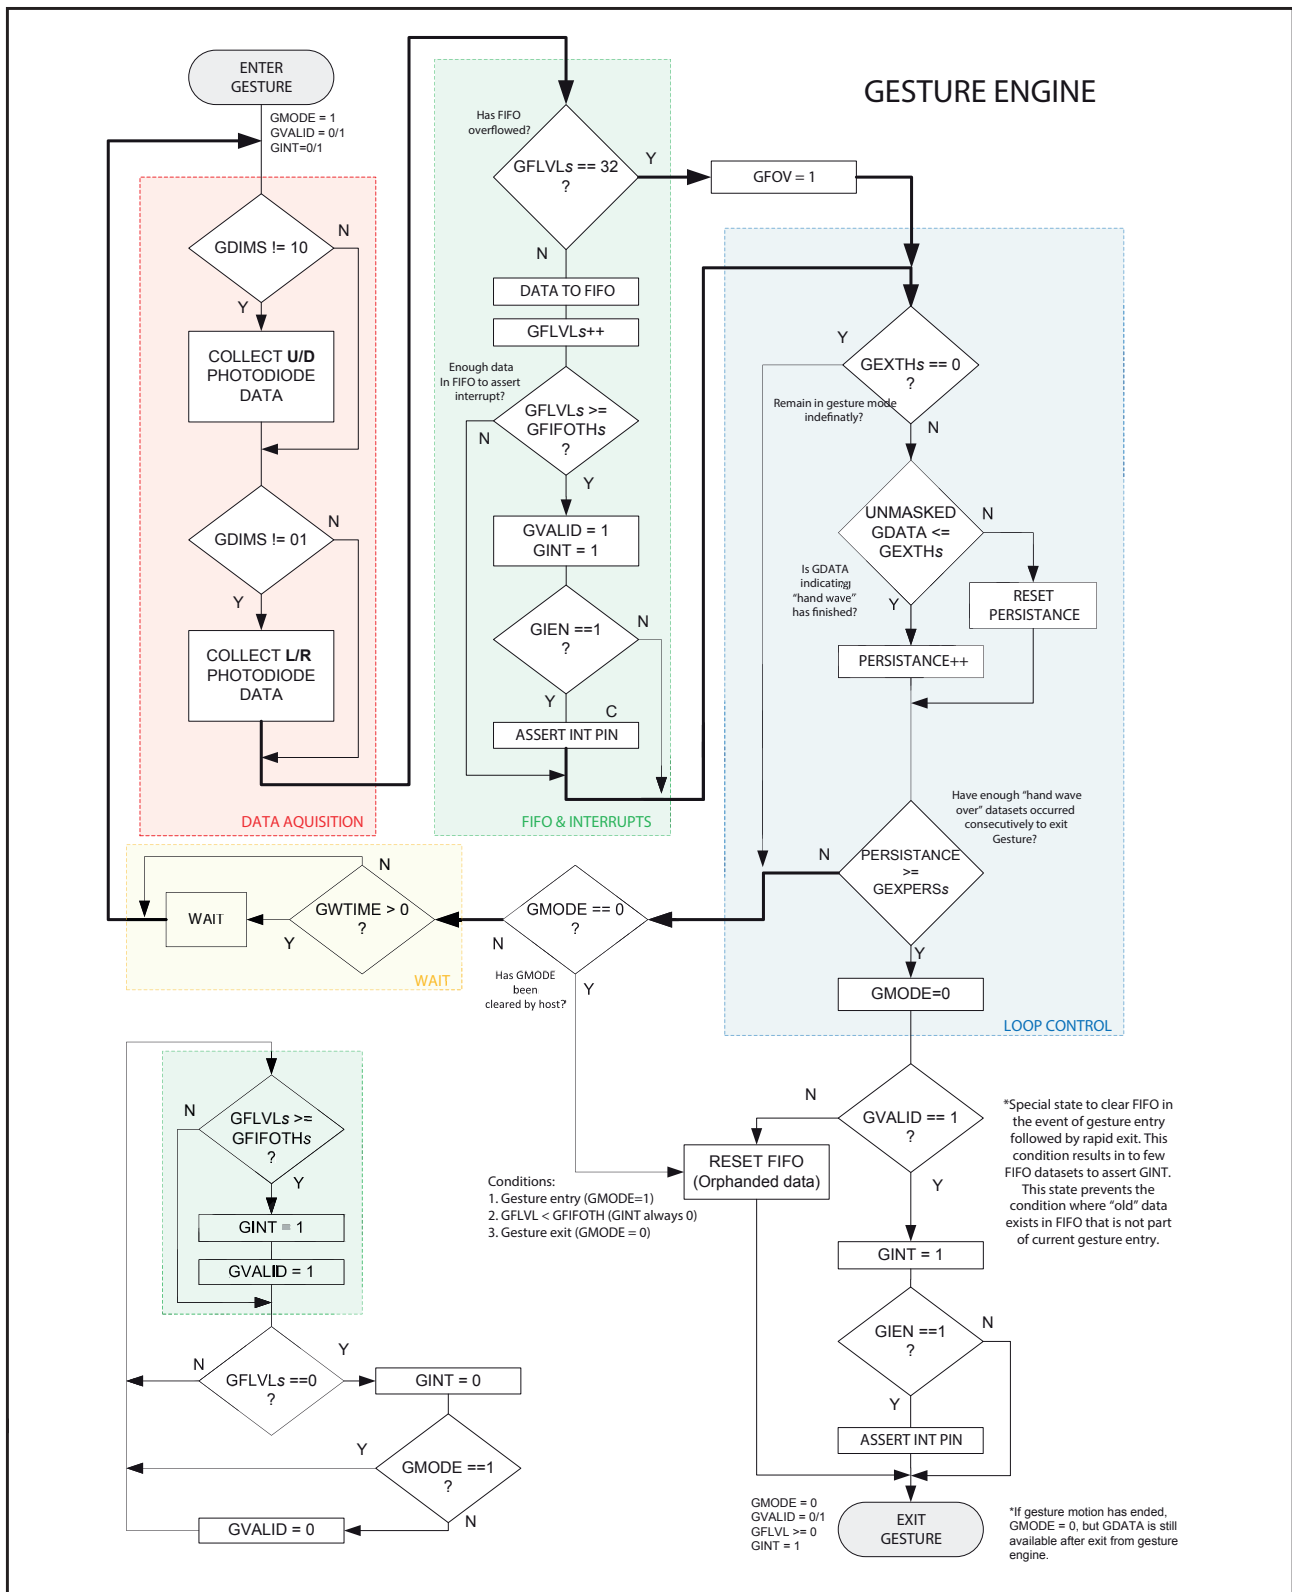 GESTURE ENGINE
ENTER
GESTURE
GMODE = 1
GVALID = 0/1
GINT=0/1
GDIMS != 10
N
Y
COLLECT U/D
PHOTODIODE
DATA
GDIMS != 01
N
Y
COLLECT L/R
PHOTODIODE
DATA
DATA AQUISITION
Has FIFO
overflowed?
GFLVLs == 32
?
Y
N
GFOV = 1
DATA TO FIFO
GFLVLs++
Enough data
In FIFO to assert
interrupt?
GFLVLs >=
GFIFOTHs
?
N
Y
GVALID = 1
GINT = 1
GIEN ==1
?
N
Y
C
ASSERT INT PIN
FIFO & INTERRUPTS
Y
GEXTHs == 0
?
Remain in gesture mode
indefinatly?
N
UNMASKED
GDATA <=
GEXTHs
N
Is GDATA
indicating
"hand wave"
has finished?
Y
RESET
PERSISTANCE
PERSISTANCE++
Have enough "hand wave
over" datasets occurred
consecutively to exit
Gesture?
N
PERSISTANCE
>=
GEXPERSs
Y
GMODE=0
LOOP CONTROL
WAIT
N
GWTIME > 0
?
Y
WAIT
GMODE == 0
?
N
Y
Has GMODE
been
cleared by host?
GFLVLs >=
GFIFOTHs
?
N
Y
GINT = 1
GVALID = 1
N
Y
GFLVLs ==0
?
GINT = 0
Y
GMODE ==1
?
N
GVALID = 0
N
GVALID == 1
?
Y
RESET FIFO
(Orphanded data)
Conditions:
1. Gesture entry (GMODE=1)
2. GFLVL < GFIFOTH (GINT always 0)
3. Gesture exit (GMODE = 0)
*Special state to clear FIFO in
the event of gesture entry
followed by rapid exit. This
condition results in to few
FIFO datasets to assert GINT.
This state prevents the
condition where "old" data
exists in FIFO that is not part
of current gesture entry.
GINT = 1
GIEN ==1
?
N
Y
ASSERT INT PIN
GMODE = 0
GVALID = 0/1
GFLVL >= 0
GINT = 1
EXIT
GESTURE
*If gesture motion has ended,
GMODE = 0, but GDATA is still
available after exit from gesture
engine.